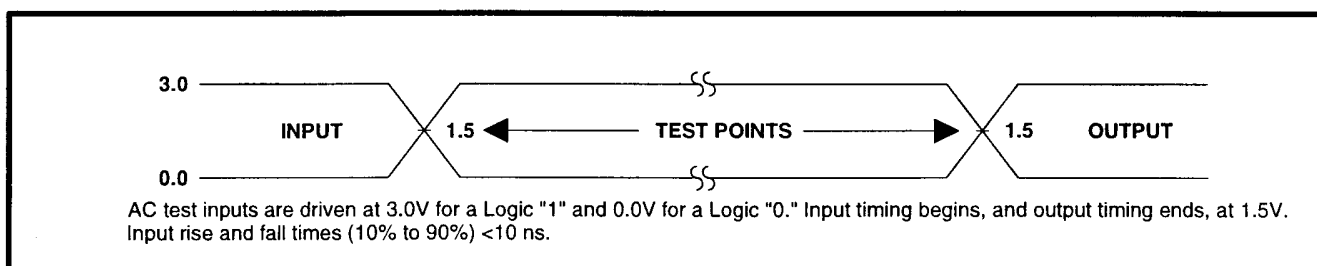 3.0
INPUT 1.5 TEST POINTS 1.5 OUTPUT
0.0
AC test inputs are driven at 3.0V for a Logic "1" and 0.0V for a Logic "0." Input timing begins, and output timing ends, at 1.5V.
Input rise and fall times (10% to 90%) <10 ns.